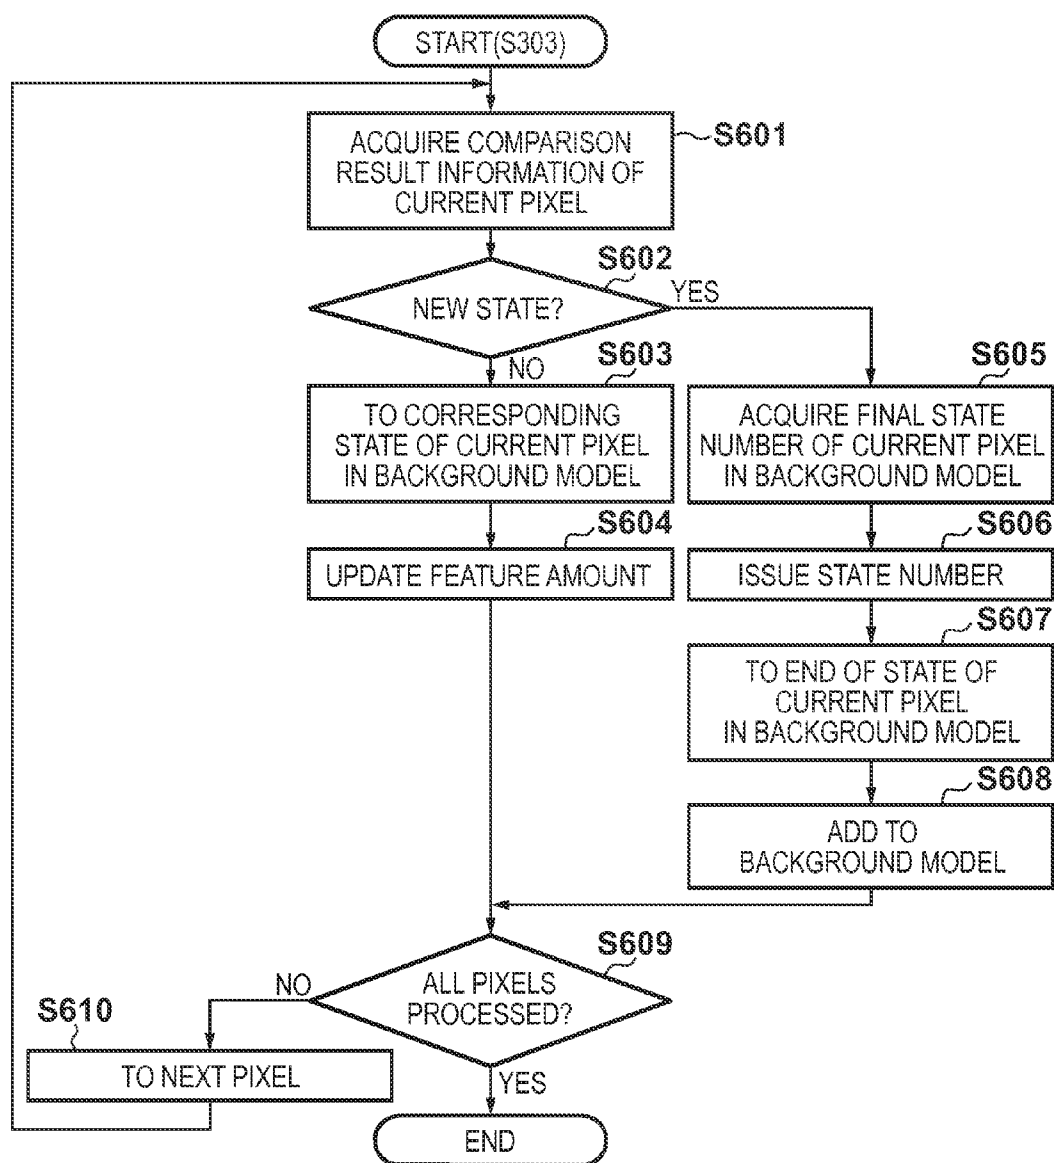 START(S303)
S601
ACQUIRE COMPARISON
RESULT INFORMATION OF
CURRENT PIXEL
S602
NEW STATE?
YES
NO
S603
TO CORRESPONDING
STATE OF CURRENT PIXEL
IN BACKGROUND MODEL
S604
UPDATE FEATURE AMOUNT
S605
ACQUIRE FINAL STATE
NUMBER OF CURRENT PIXEL
IN BACKGROUND MODEL
S606
ISSUE STATE NUMBER
S607
TO END OF STATE OF
CURRENT PIXEL
IN BACKGROUND MODEL
S608
ADD TO
BACKGROUND MODEL
S609
ALL PIXELS
PROCESSED?
NO
S610
TO NEXT PIXEL
YES
END